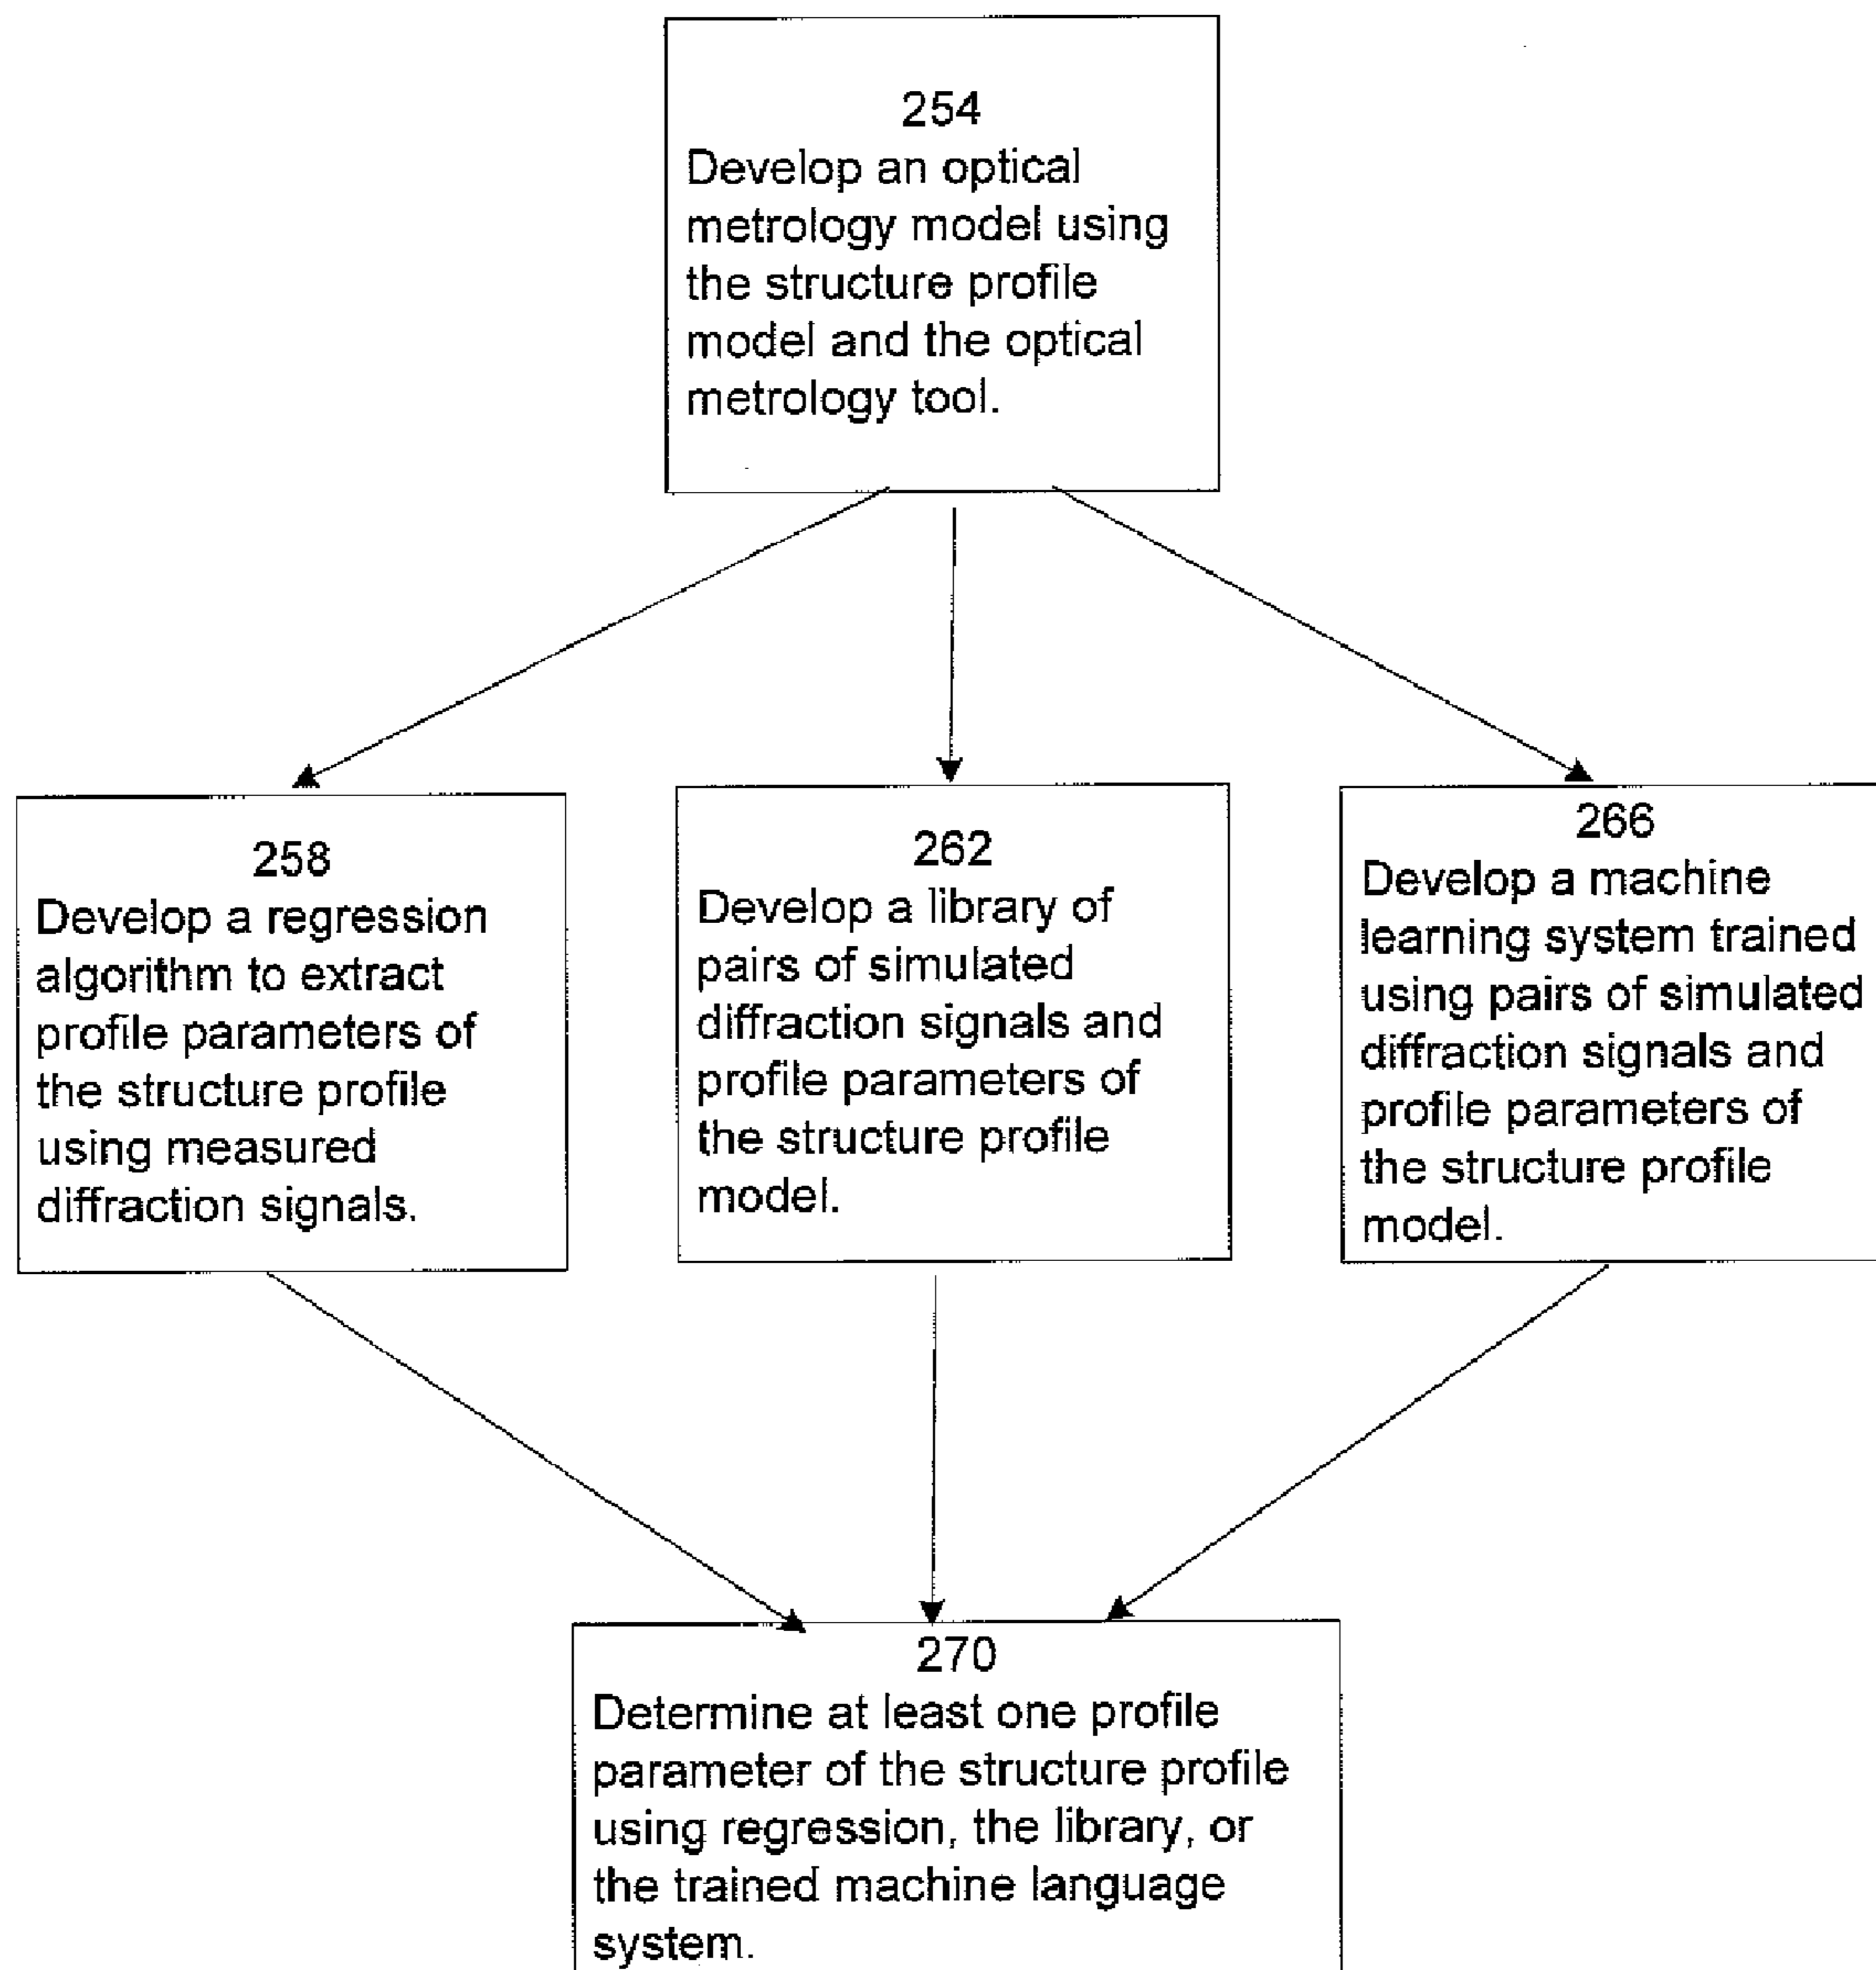 254
Develop an optical
metrology model using
the structure profile
model and the optical
metrology tool.
258
Develop a regression
algorithm to extract
profile parameters of
the structure profile
using measured
diffraction signals.
262
Develop a library of
pairs of simulated
diffraction signals and
profile parameters of
the structure profile
model.
266
Develop a machine
learning system trained
using pairs of simulated
diffraction signals and
profile parameters of
the structure profile
model.
270
Determine at least one profile
parameter of the structure profile
using regression, the library, or
the trained machine language
system.